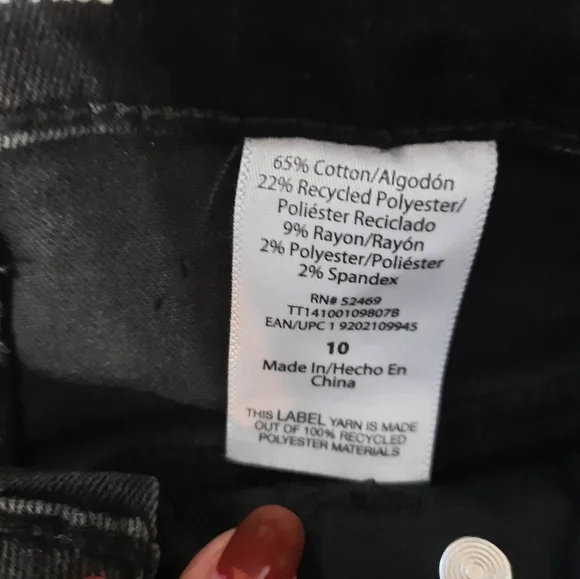 65% Cotton/Algodón
22% Recycled Polyester/
Poliéster Reciclado
9% Rayon/Rayón
2% Polyester/Poliéster
2% Spandex
RN# 52469
TT14100109807B
EAN/UPC 1 9202109945
10
Made In/Hecho En
China
THIS LABEL YARN IS MADE
OUT OF 100% RECYCLED
POLYESTER MATERIALS